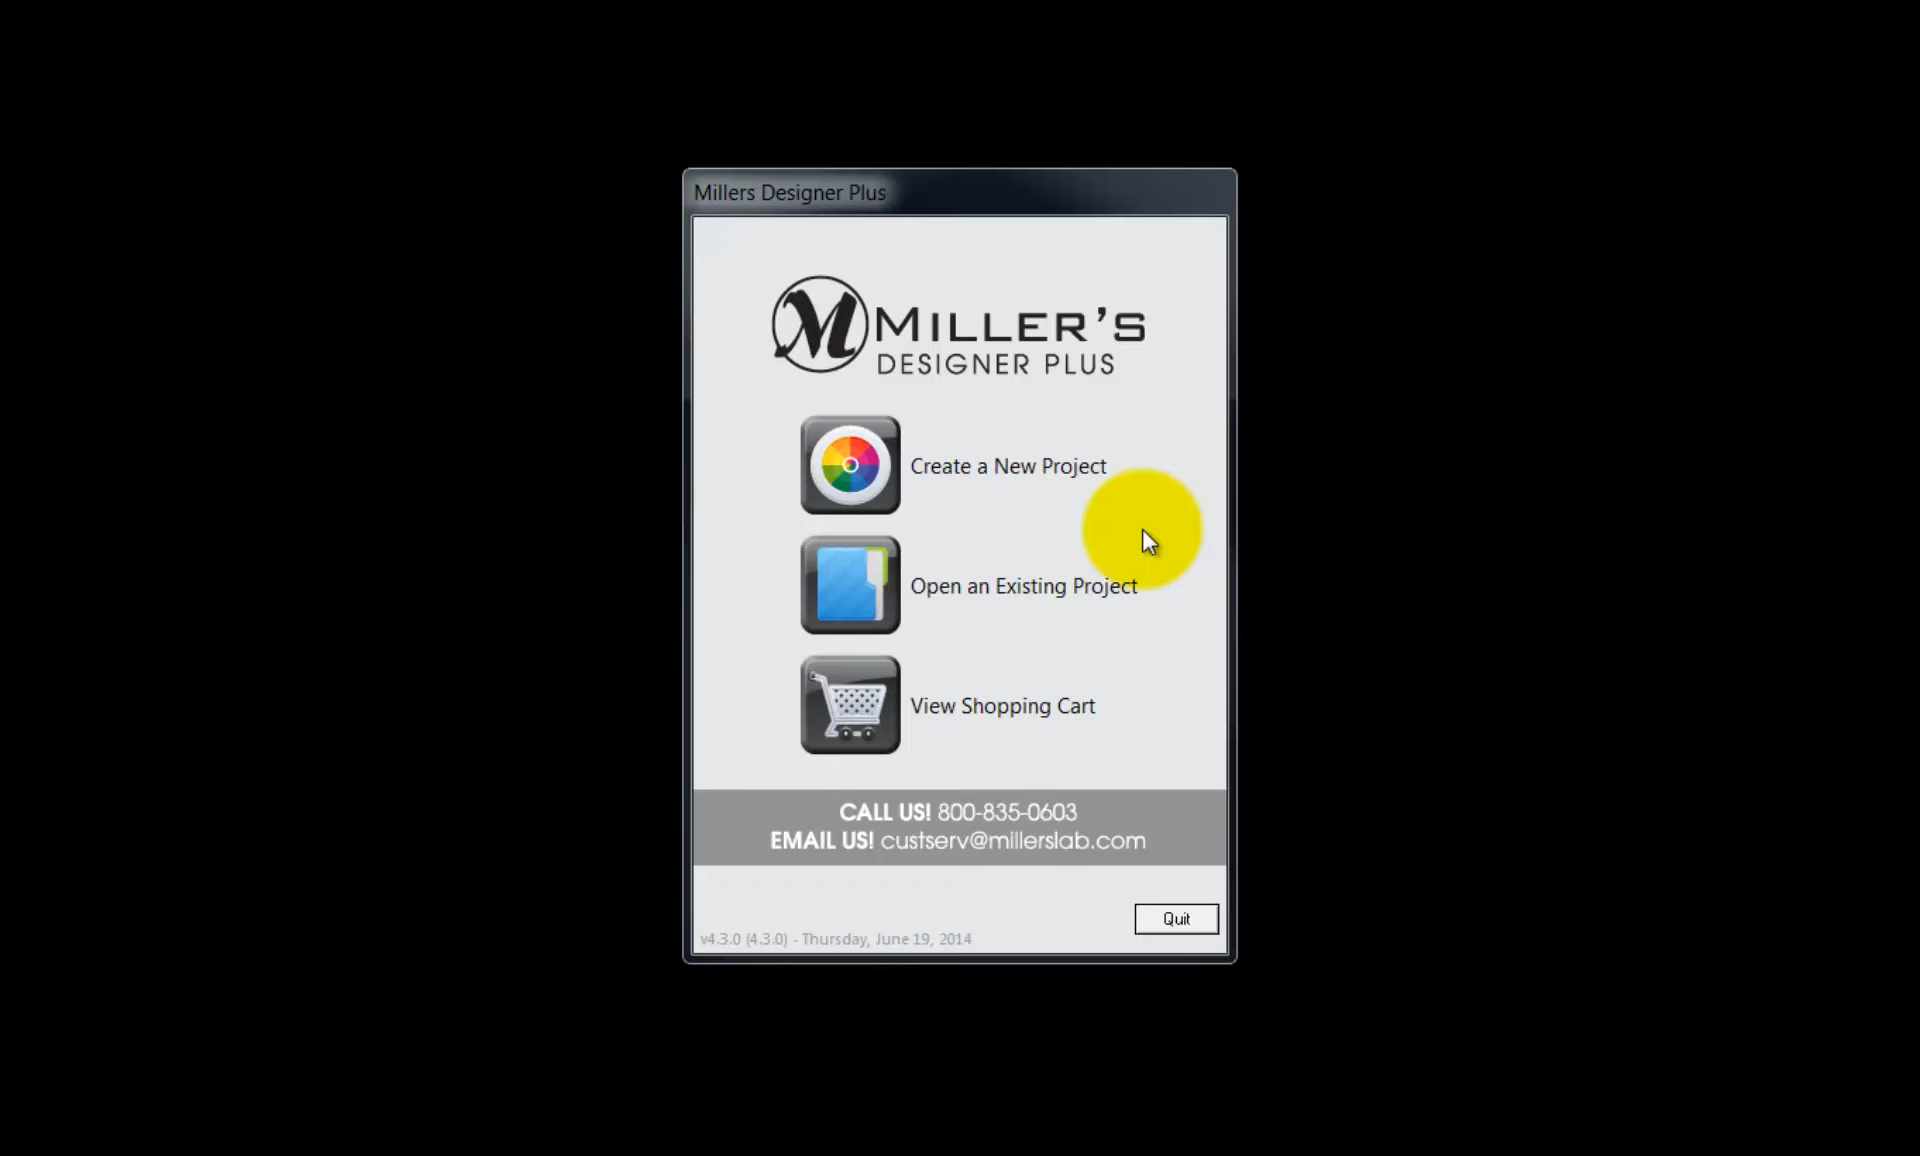 Millers Designer Plus
M MILLER'S
DESIGNER PLUS
Create a New Project
Open an Existing Project
View Shopping Cart
CALL US! 800-835-0603
EMAIL US! custserv@millerslab.com
Quit
v4.3.0 (4.3.0) - Thursday, June 19, 2014